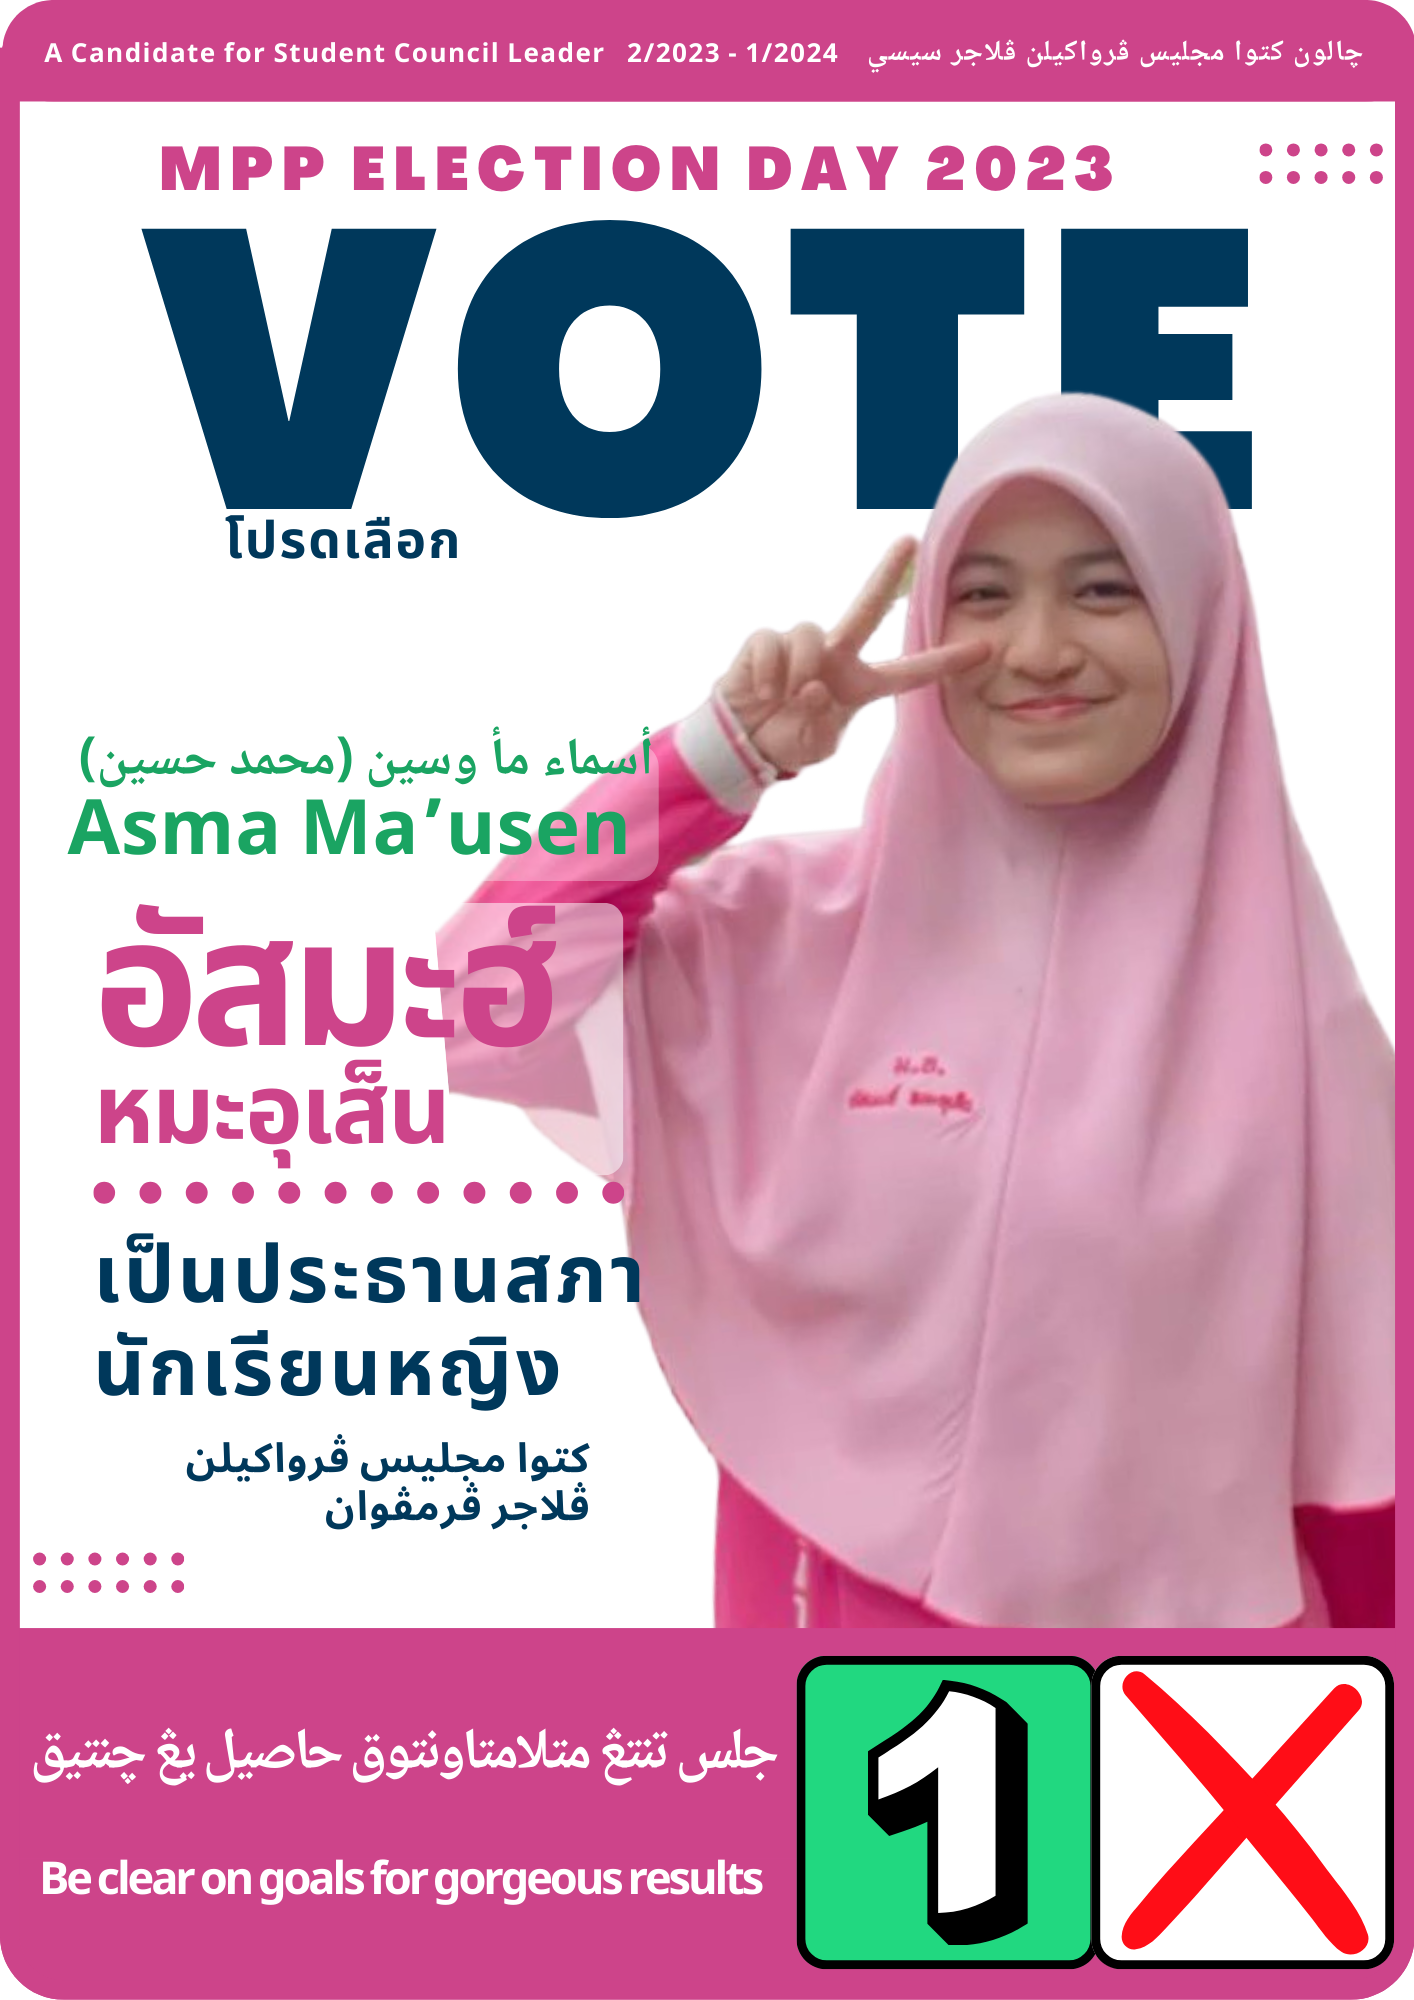 A Candidate for Student Council Leader 2/2023 - 1/2024 چالون كتوا مجليس ڤرواكيلن ڤلاجر سيسي
MPP ELECTION DAY 2023
VOTE
โปรดเลือก
أسماء مأ وسين (محمد حسين)
Asma Ma’usen
อัสมะฮ์
หมะอุเส็น
เป็นประธานสภา
นักเรียนหญิง
كتوا مجليس ڤرواكيلن
ڤلاجر ڤرمڤوان
جلس تنتڠ متلامتاونتوق حاصيل يڠ چنتيق
Be clear on goals for gorgeous results
1